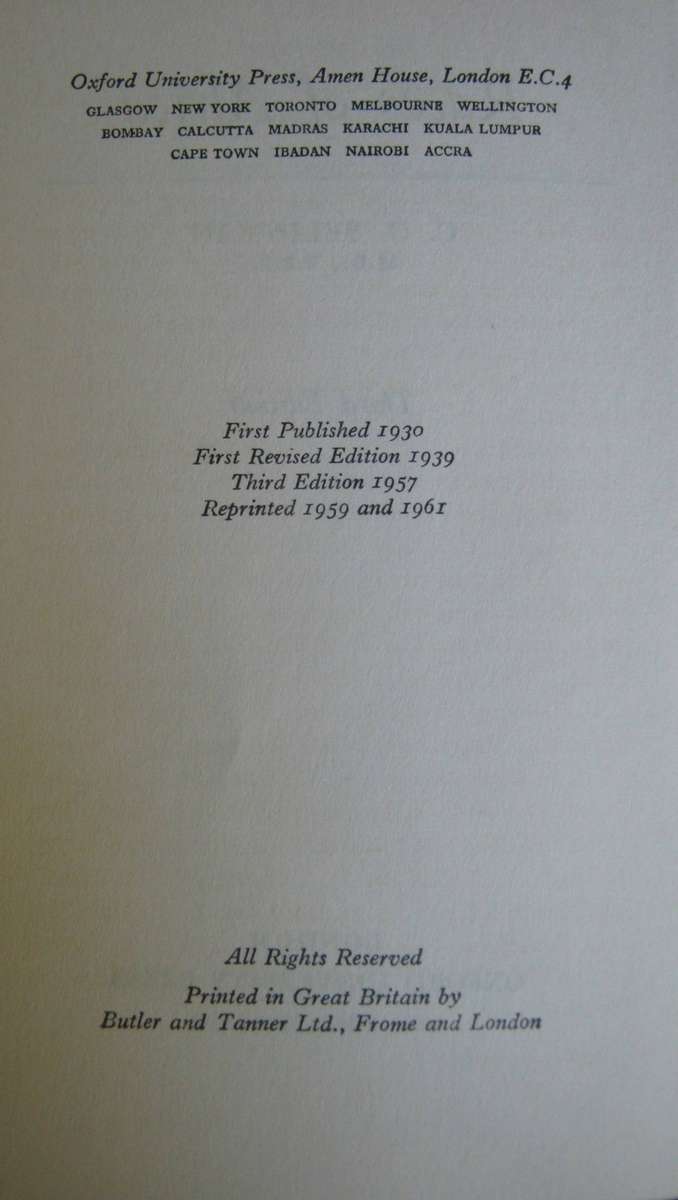 Oxford University Press, Amen House, London E.C.4
GLASGOW NEW YORK TORONTO MELBOURNE WELLINGTON
BOMBAY CALCUTTA MADRAS KARACHI KUALA LUMPUR
CAPE TOWN IBADAN NAIROBI ACCRA
First Published 1930
First Revised Edition 1939
Third Edition 1957
Reprinted 1959 and 1961
All Rights Reserved
Printed in Great Britain by
Butler and Tanner Ltd., Frome and London